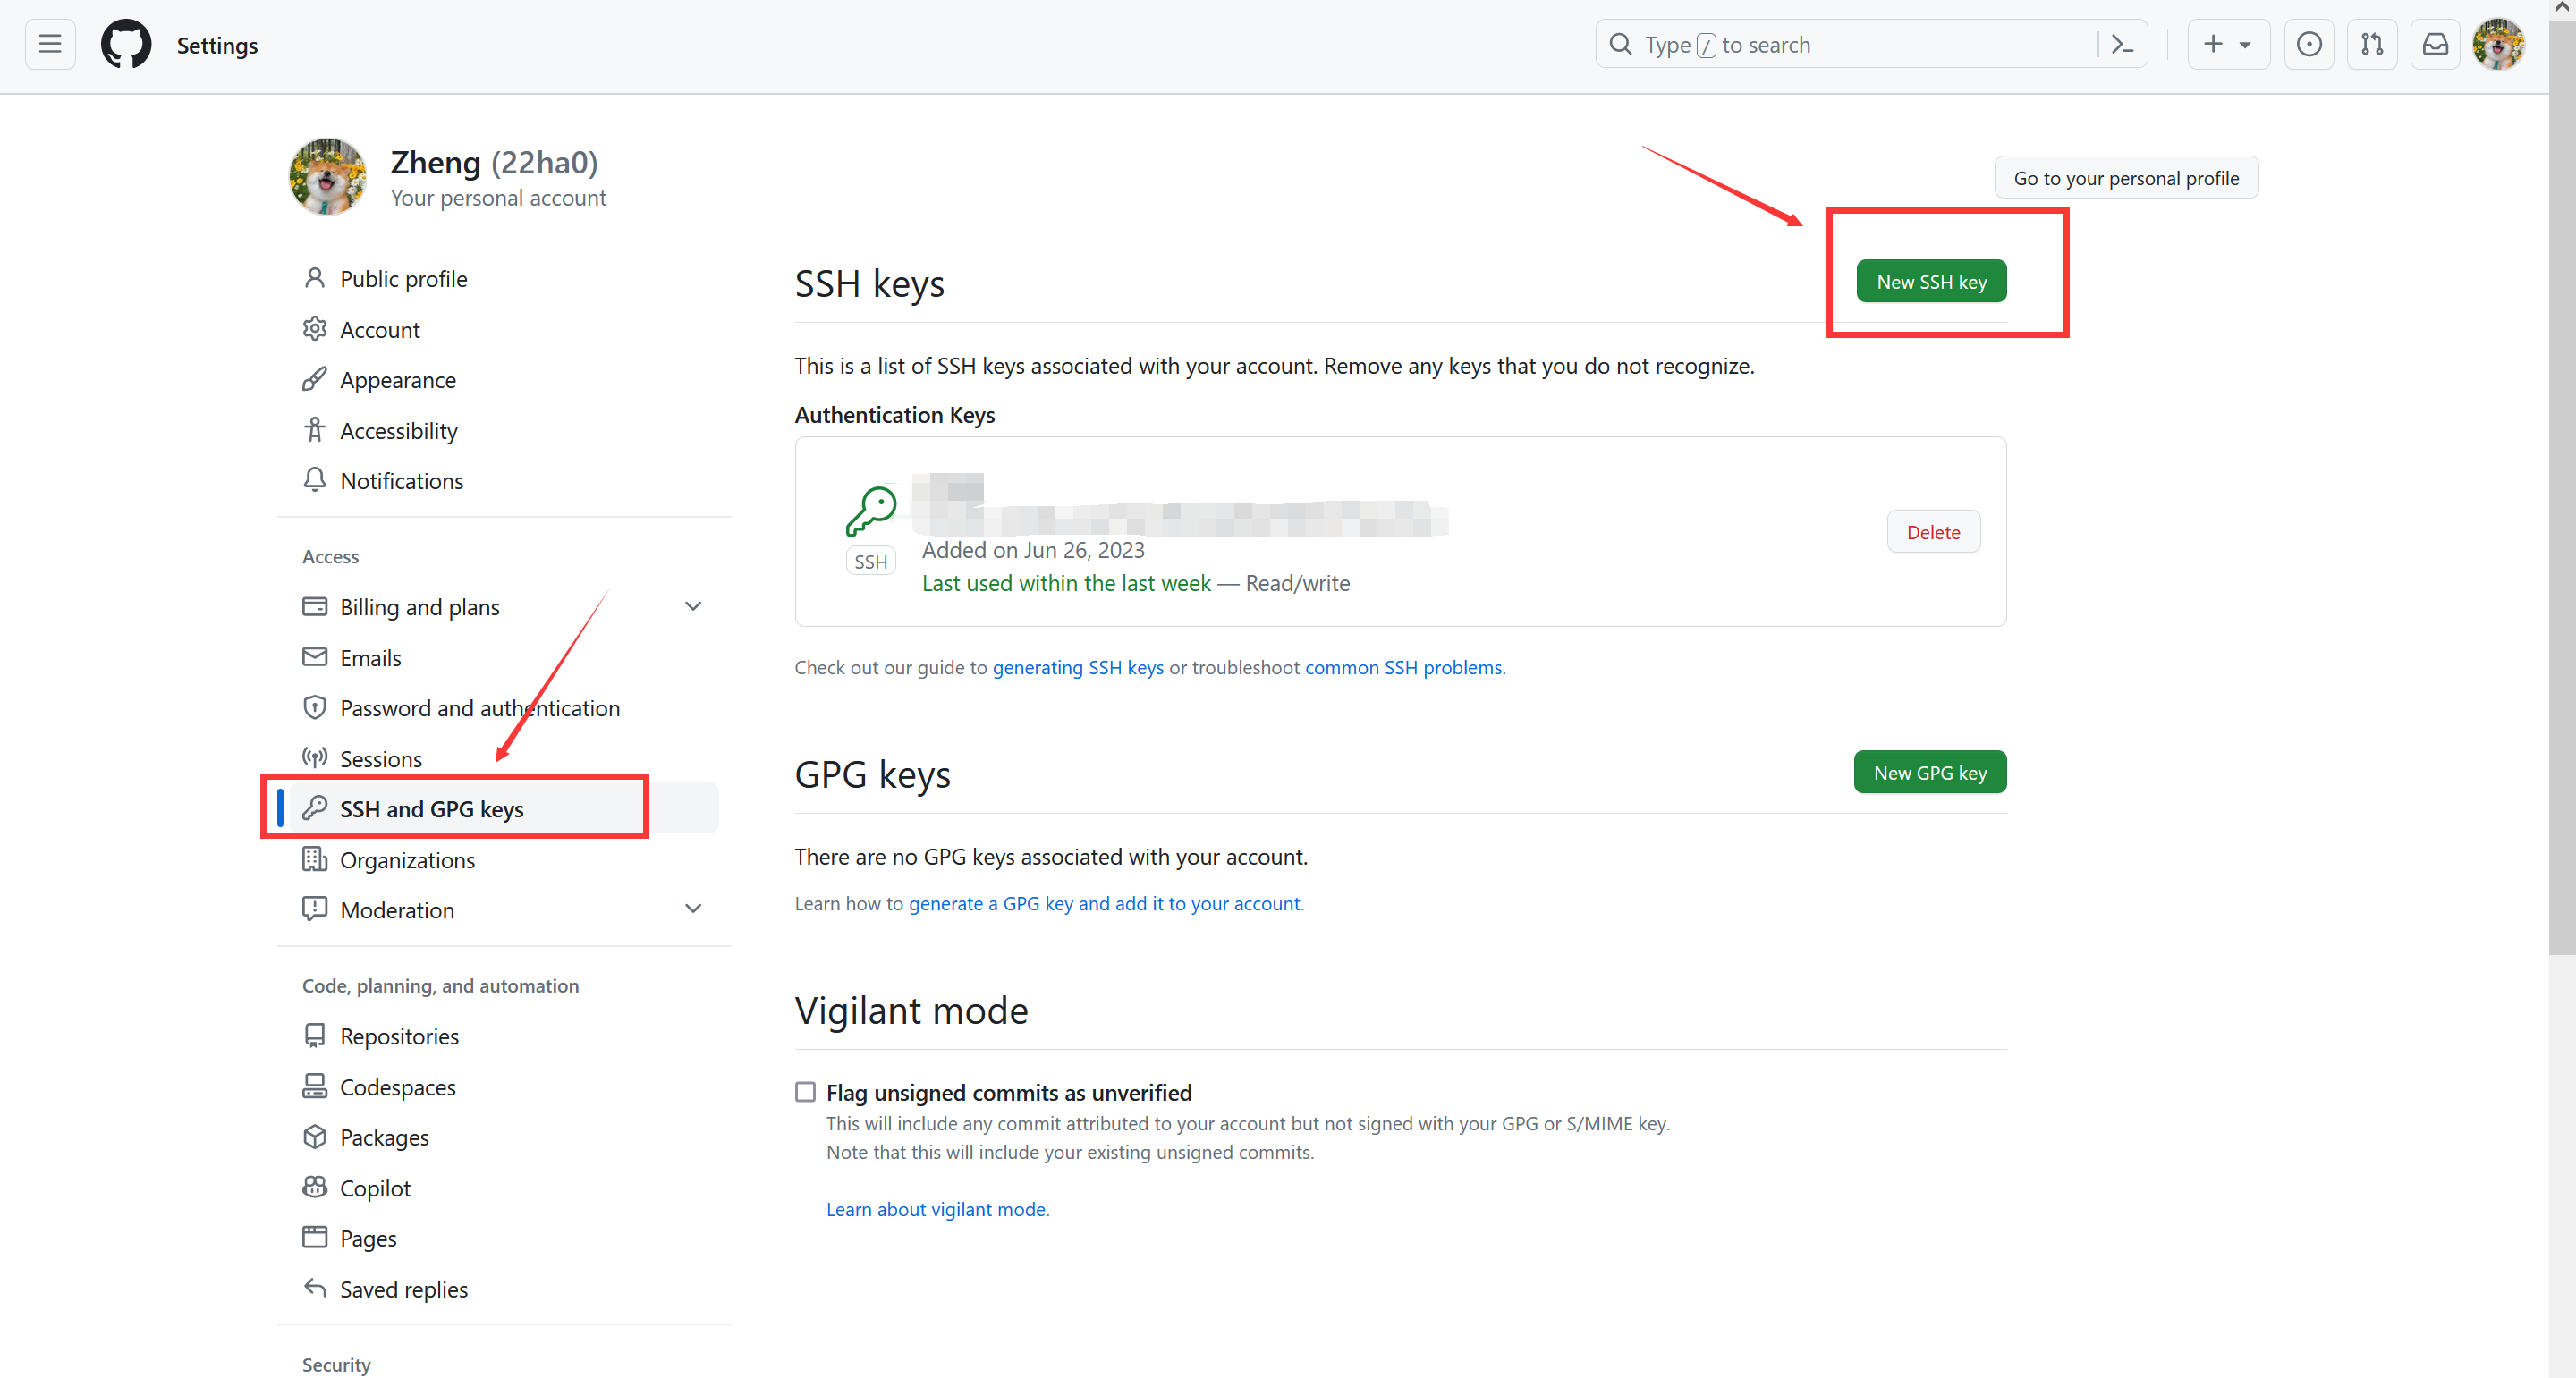 Settings
Type / to search
Zheng (22ha0)
Your personal account
Go to your personal profile
Public profile
Account
Appearance
Accessibility
Notifications
Access
Billing and plans
Emails
Password and authentication
Sessions
SSH and GPG keys
Organizations
Moderation
Code, planning, and automation
Repositories
Codespaces
Packages
Copilot
Pages
Saved replies
Security
SSH keys
New SSH key
This is a list of SSH keys associated with your account. Remove any keys that you do not recognize.
Authentication Keys
SSH
Added on Jun 26, 2023
Last used within the last week — Read/write
Delete
Check out our guide to generating SSH keys or troubleshoot common SSH problems.
GPG keys
New GPG key
There are no GPG keys associated with your account.
Learn how to generate a GPG key and add it to your account.
Vigilant mode
Flag unsigned commits as unverified
This will include any commit attributed to your account but not signed with your GPG or S/MIME key.
Note that this will include your existing unsigned commits.
Learn about vigilant mode.